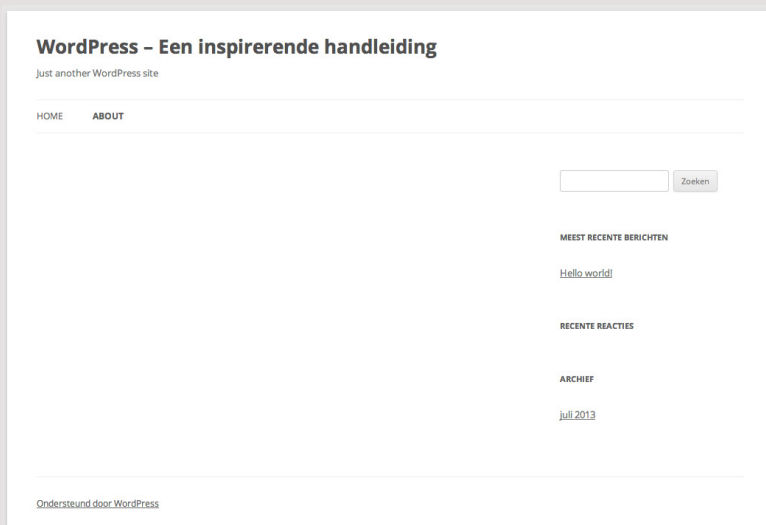 WordPress – Een inspirerende handleiding
Just another WordPress site
HOME ABOUT
Zoeken
MEEST RECENTE BERICHTEN
Hello world!
RECENTE REACTIES
ARCHIEF
juli 2013
Ondersteund door WordPress